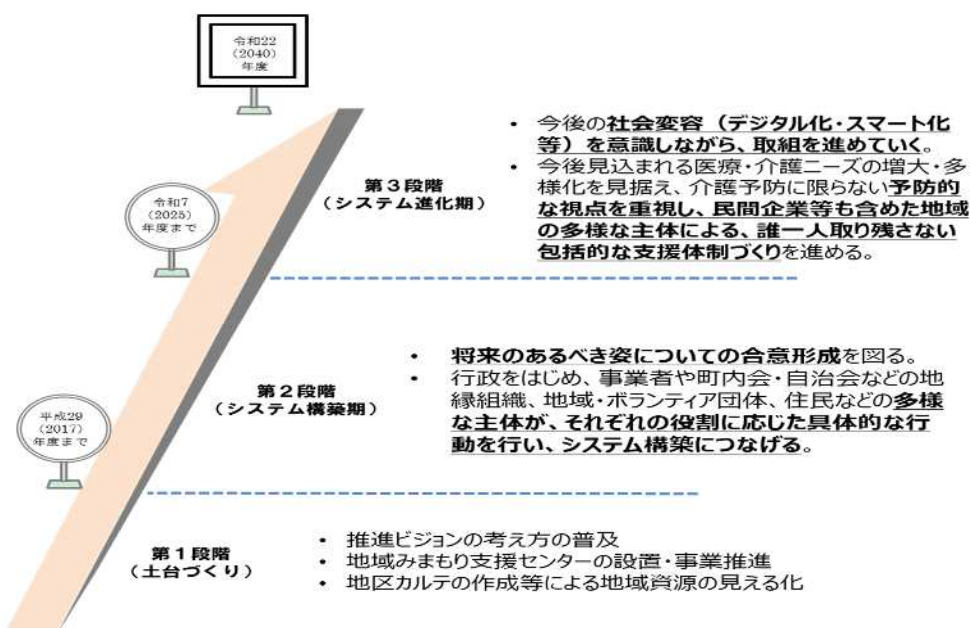 令和22
(2040)
年度
・ 今後の社会変容(デジタル化・スマート化
等)を意識しながら、取組を進めていく。
・ 今後見込まれる医療・介護ニーズの増大・多
様化を見据え、介護予防に限らない予防的
な視点を重視し、民間企業等も含めた地域
の多様な主体による、誰一人取り残さない
包括的な支援体制づくりを進める。
第3段階
(システム進化期)
令和7
(2025)
年度まで
・ 将来のあるべき姿についての合意形成を図る。
・ 行政をはじめ、事業者や町内会・自治会などの地
縁組織、地域・ボランティア団体、住民などの多様
な主体が、それぞれの役割に応じた具体的な行
動を行い、システム構築につなげる。
第2段階
(システム構築期)
平成29
(2017)
年度まで
第1段階
(土台づくり)
・ 推進ビジョンの考え方の普及
・ 地域みまもり支援センターの設置・事業推進
・ 地区カルテの作成等による地域資源の見える化